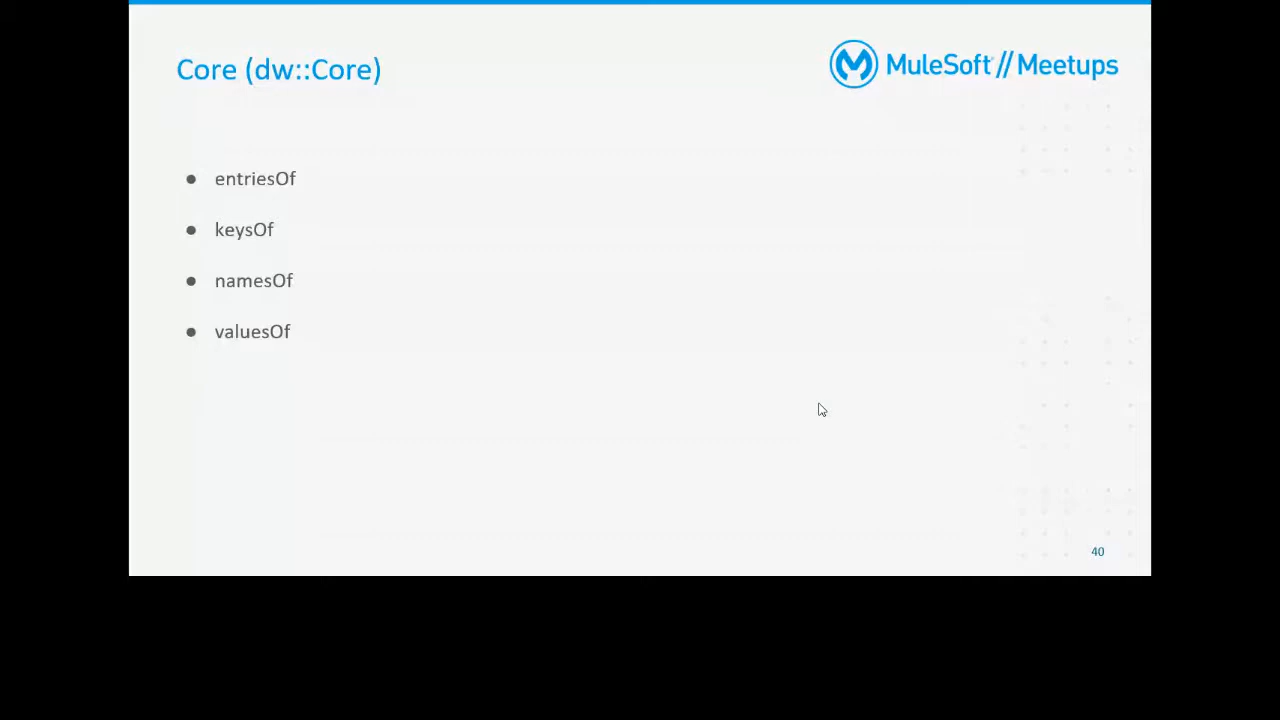 Core (dw::Core)
MuleSoft // Meetups
● entriesOf
● keysOf
● namesOf
● valuesOf
40